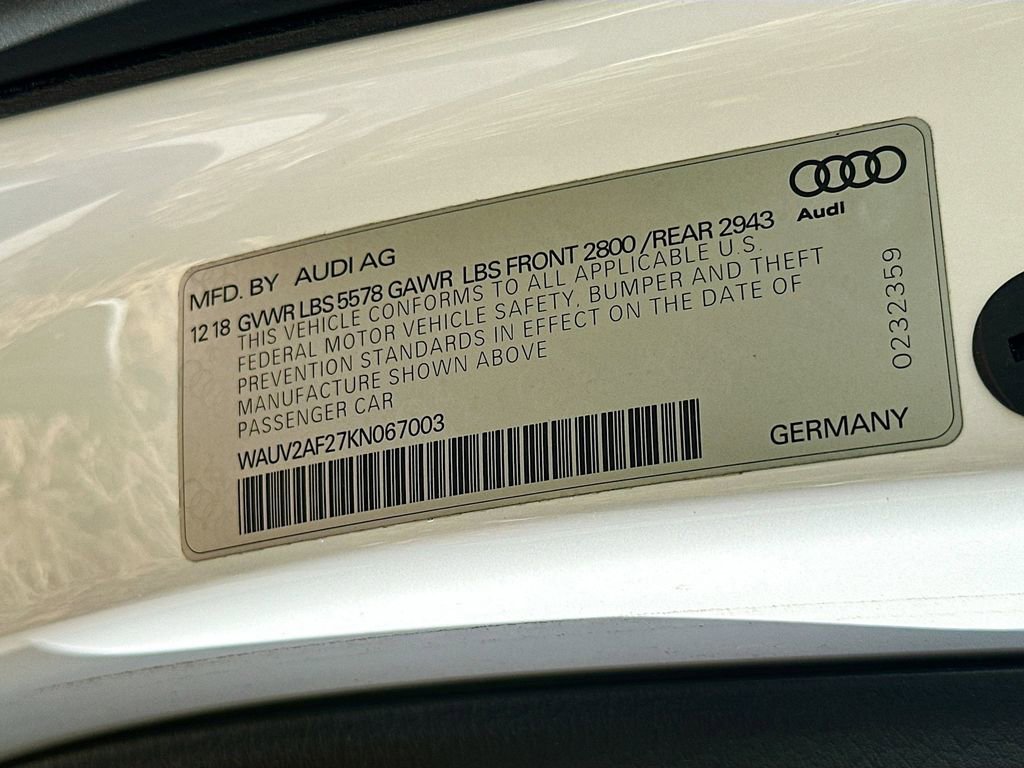 Audi
MFD. BY AUDI AG
12 18 GVWR LBS 5578 GAWR LBS FRONT 2800 /REAR 2943
THIS VEHICLE CONFORMS TO ALL APPLICABLE U.S.
FEDERAL MOTOR VEHICLE SAFETY, BUMPER AND THEFT
PREVENTION STANDARDS IN EFFECT ON THE DATE OF
MANUFACTURE SHOWN ABOVE
PASSENGER CAR
WAUV2AF27KN067003
GERMANY
0232359